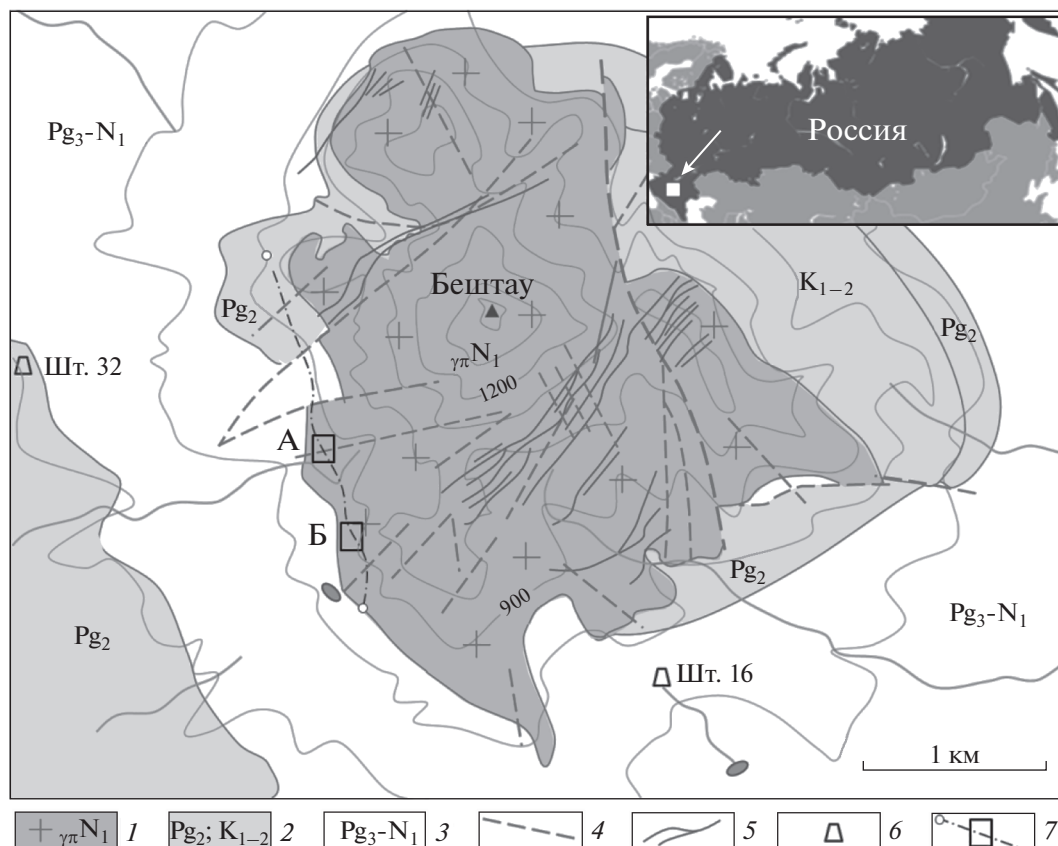 Pg₃-N₁
Россия
Бештау
K₁₋₂
Pg₂
Pg₂
Шт. 32
γπN₁
1200
А
Б
Pg₂
900
Pg₂
Pg₃-N₁
Шт. 16
1 км
γπN₁ 1 Pg₂; K₁₋₂ 2 Pg₃-N₁ 3 4 5 6 7